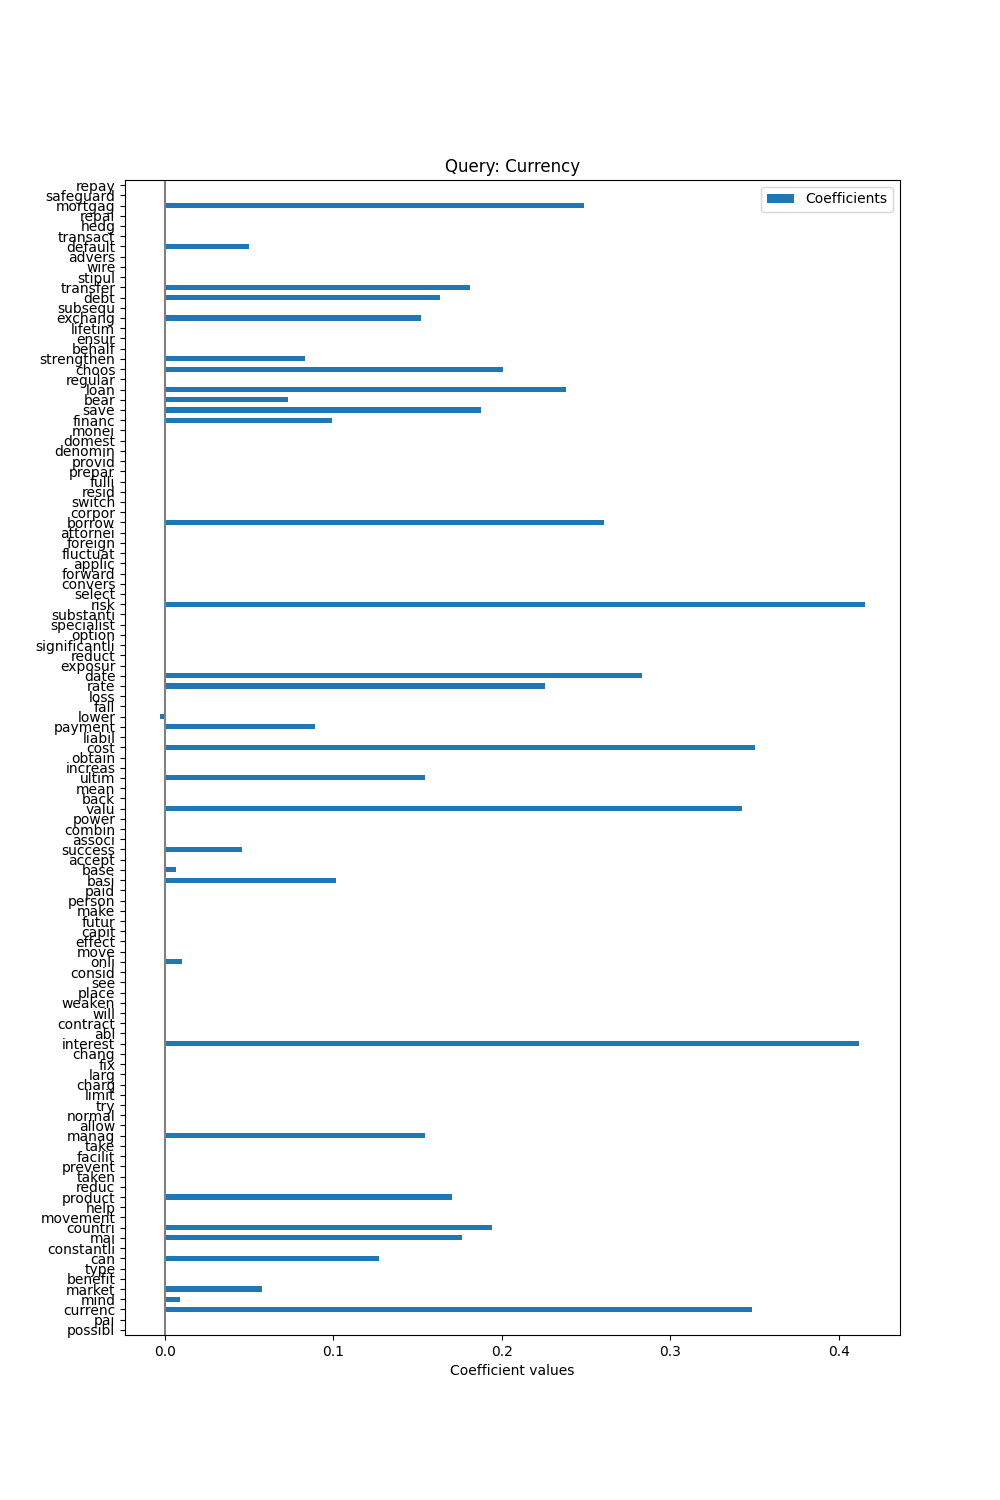 Query: Currency
Coefficients
repay
safeguard
mortgag
repai
hedg
transact
default
advers
wire
stipul
transfer
debt
subsequ
exchang
lifetim
ensur
behalf
strengthen
choos
regular
loan
bear
save
financ
monei
domest
denomin
provid
prepar
fulli
resid
switch
corpor
borrow
attornei
foreign
fluctuat
applic
forward
convers
select
risk
substanti
specialist
option
significantli
reduct
exposur
date
rate
loss
fall
lower
payment
liabil
cost
obtain
increas
ultim
mean
back
valu
power
combin
associ
success
accept
base
basi
paid
person
make
futur
capit
effect
move
onli
consid
see
place
weaken
will
contract
abl
interest
chang
fix
larg
charg
limit
try
normal
allow
manag
take
facilit
prevent
taken
reduc
product
help
movement
countri
mai
constantli
can
type
benefit
market
mind
currenc
pai
possibl
0.0 0.1 0.2 0.3 0.4
Coefficient values